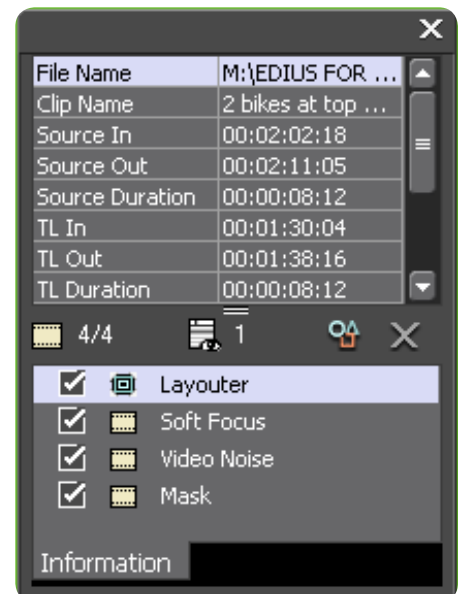 File Name M:\EDIUS FOR ...
Clip Name 2 bikes at top ...
Source In 00:02:02:18
Source Out 00:02:11:05
Source Duration 00:00:08:12
TL In 00:01:30:04
TL Out 00:01:38:16
TL Duration 00:00:08:12
4/4 1
Layouter
Soft Focus
Video Noise
Mask
Information